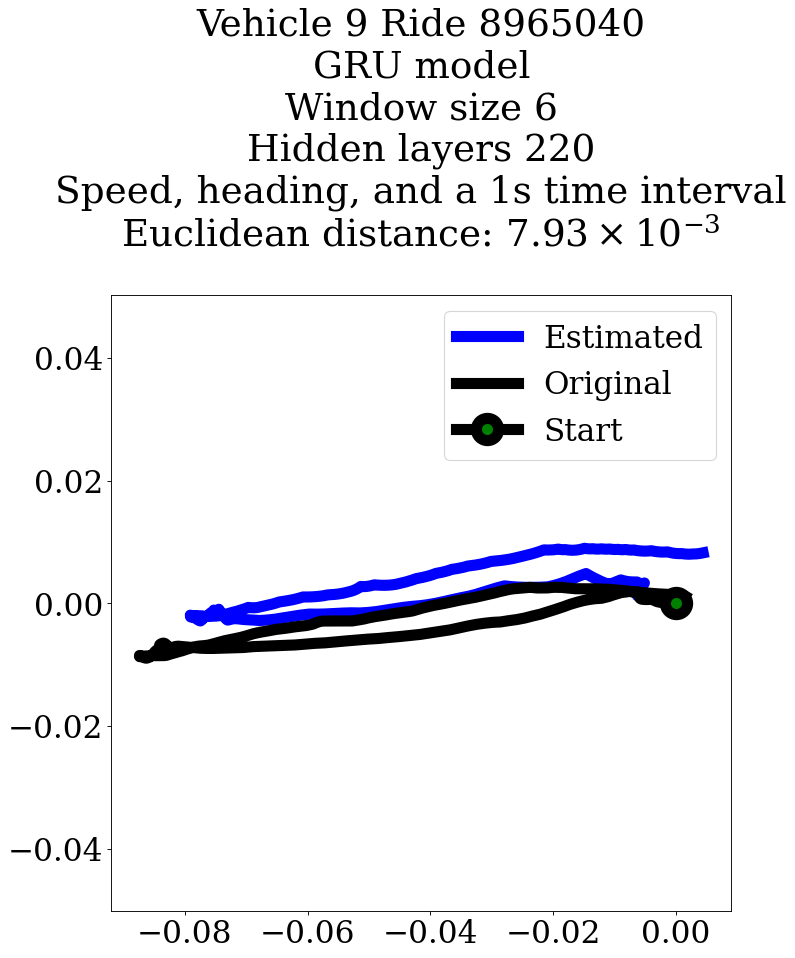 Vehicle 9 Ride 8965040
GRU model
Window size 6
Hidden layers 220
Speed, heading, and a 1s time interval
Euclidean distance: 7.93 × 10⁻³
Estimated
Original
Start
0.04
0.02
0.00
−0.02
−0.04
−0.08
−0.06
−0.04
−0.02
0.00